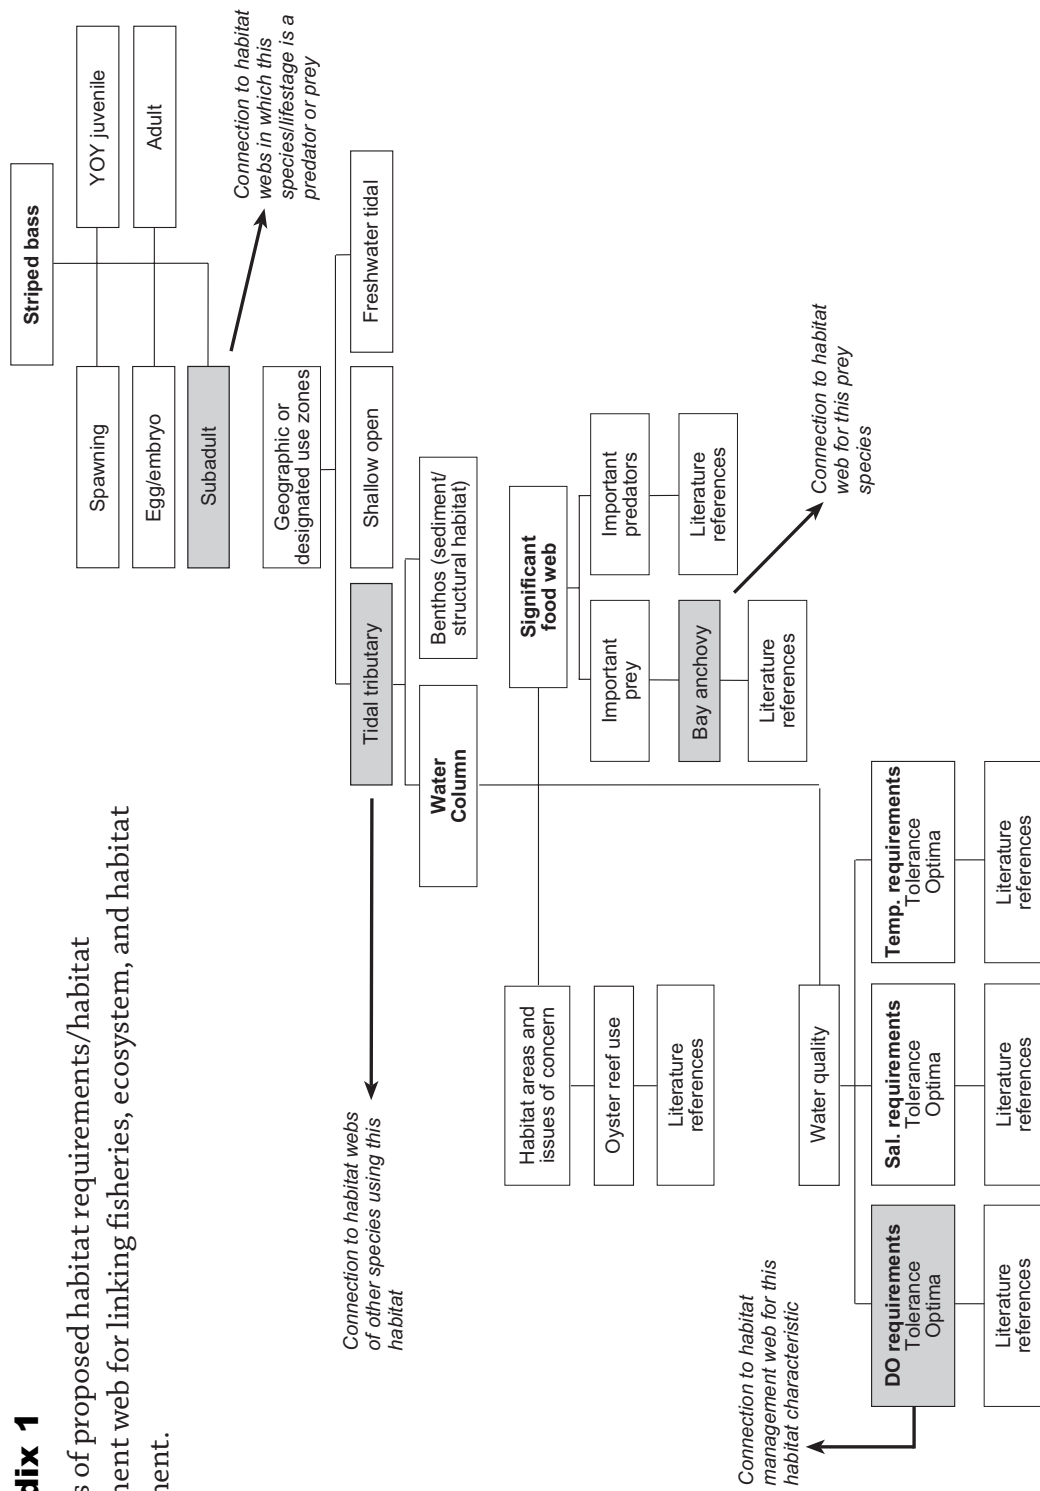 dix 1
s of proposed habitat requirements/habitat
ment web for linking fisheries, ecosystem, and habitat
ment.
Striped bass
Spawning
YOY juvenile
Egg/embryo
Adult
Subadult
Connection to habitat
webs in which this
species/lifestage is a
predator or prey
Geographic or
designated use zones
Tidal tributary
Shallow open
Freshwater tidal
Connection to habitat webs
of other species using this
habitat
Water
Column
Benthos (sediment/
structural habitat)
Habitat areas and
issues of concern
Oyster reef use
Literature
references
Significant
food web
Important
prey
Important
predators
Bay anchovy
Literature
references
Literature
references
Connection to habitat
web for this prey
species
Water quality
DO requirements
Tolerance
Optima
Sal. requirements
Tolerance
Optima
Temp. requirements
Tolerance
Optima
Literature
references
Literature
references
Literature
references
Connection to habitat
management web for this
habitat characteristic